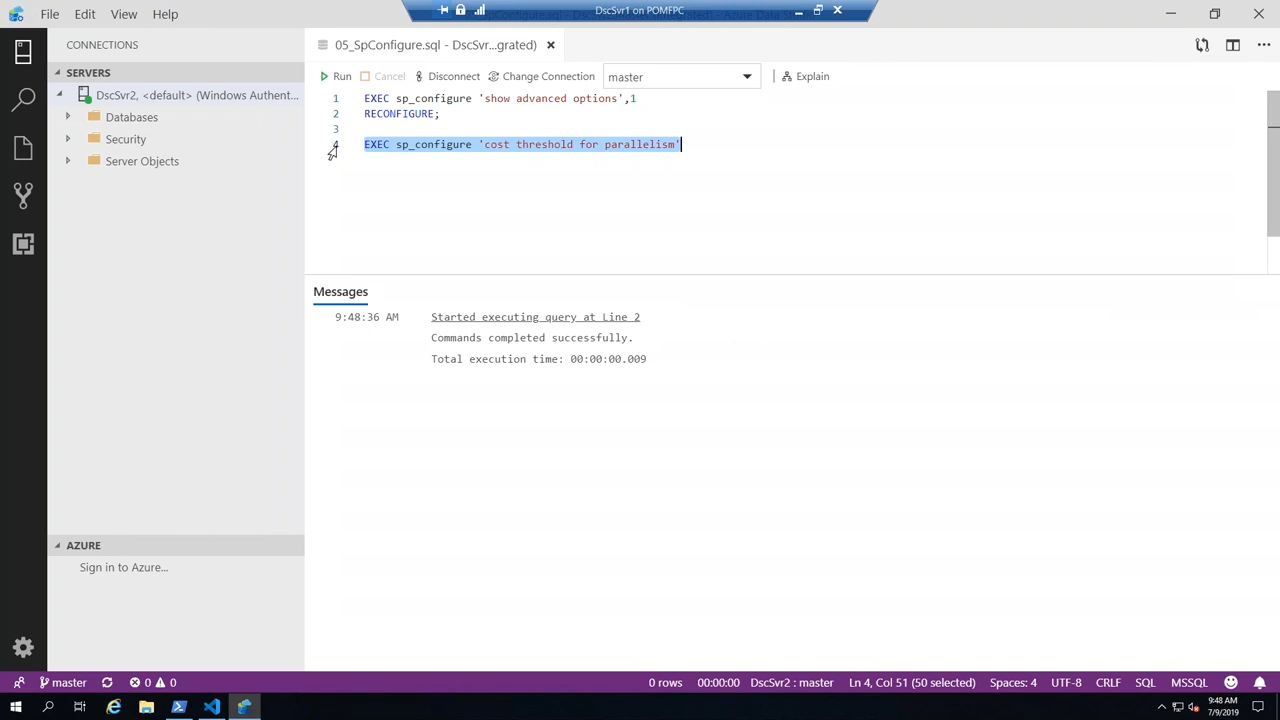 File Edit View Help
DscSvr1 on POMFPC
CONNECTIONS
05_SpConfigure.sql - DscSvr...grated)
SERVERS
DscSvr2, <default> (Windows Authent...
Databases
Security
Server Objects
Run Cancel Disconnect Change Connection master Explain
1 EXEC sp_configure 'show advanced options',1
2 RECONFIGURE;
3
4 EXEC sp_configure 'cost threshold for parallelism'
Messages
9:48:36 AM Started executing query at Line 2
Commands completed successfully.
Total execution time: 00:00:00.009
AZURE
Sign in to Azure...
master 0 0 0 rows 00:00:00 DscSvr2 : master Ln 4, Col 51 (50 selected) Spaces: 4 UTF-8 CRLF SQL MSSQL
9:48 AM
7/9/2019